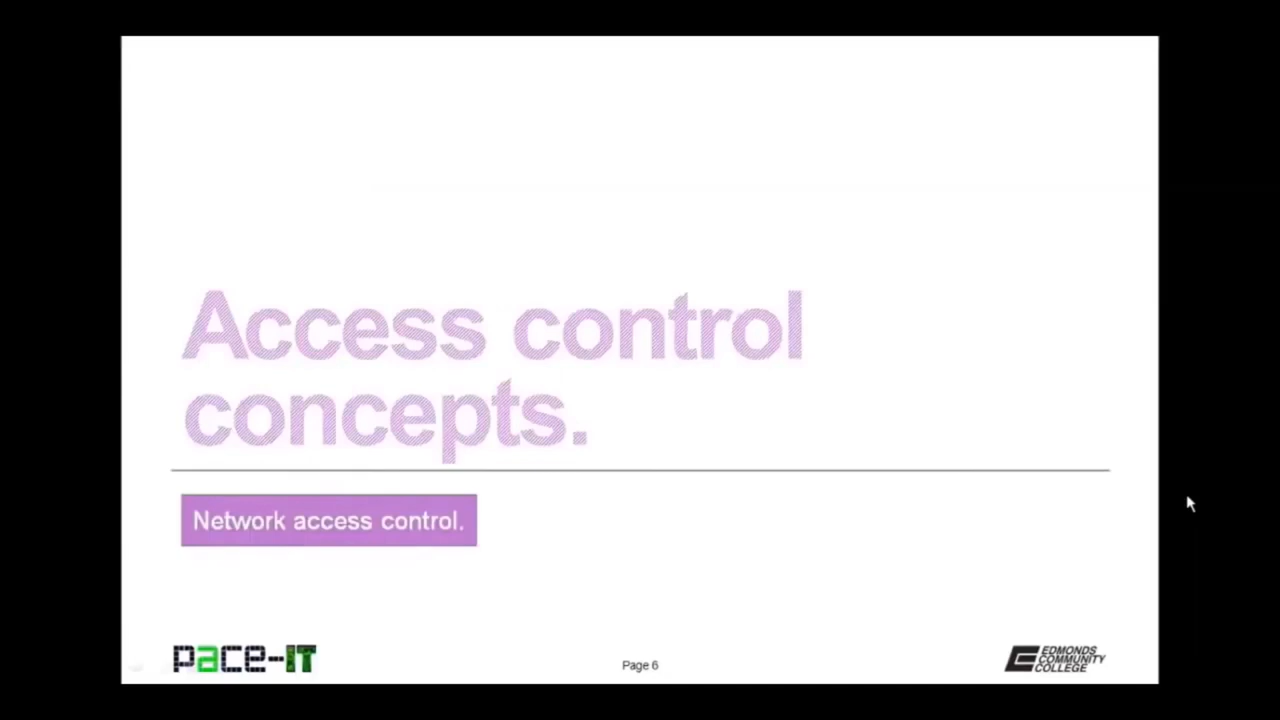 Access control
concepts.
Network access control.
pace-IT
Page 6
EDMONDS
COMMUNITY
COLLEGE